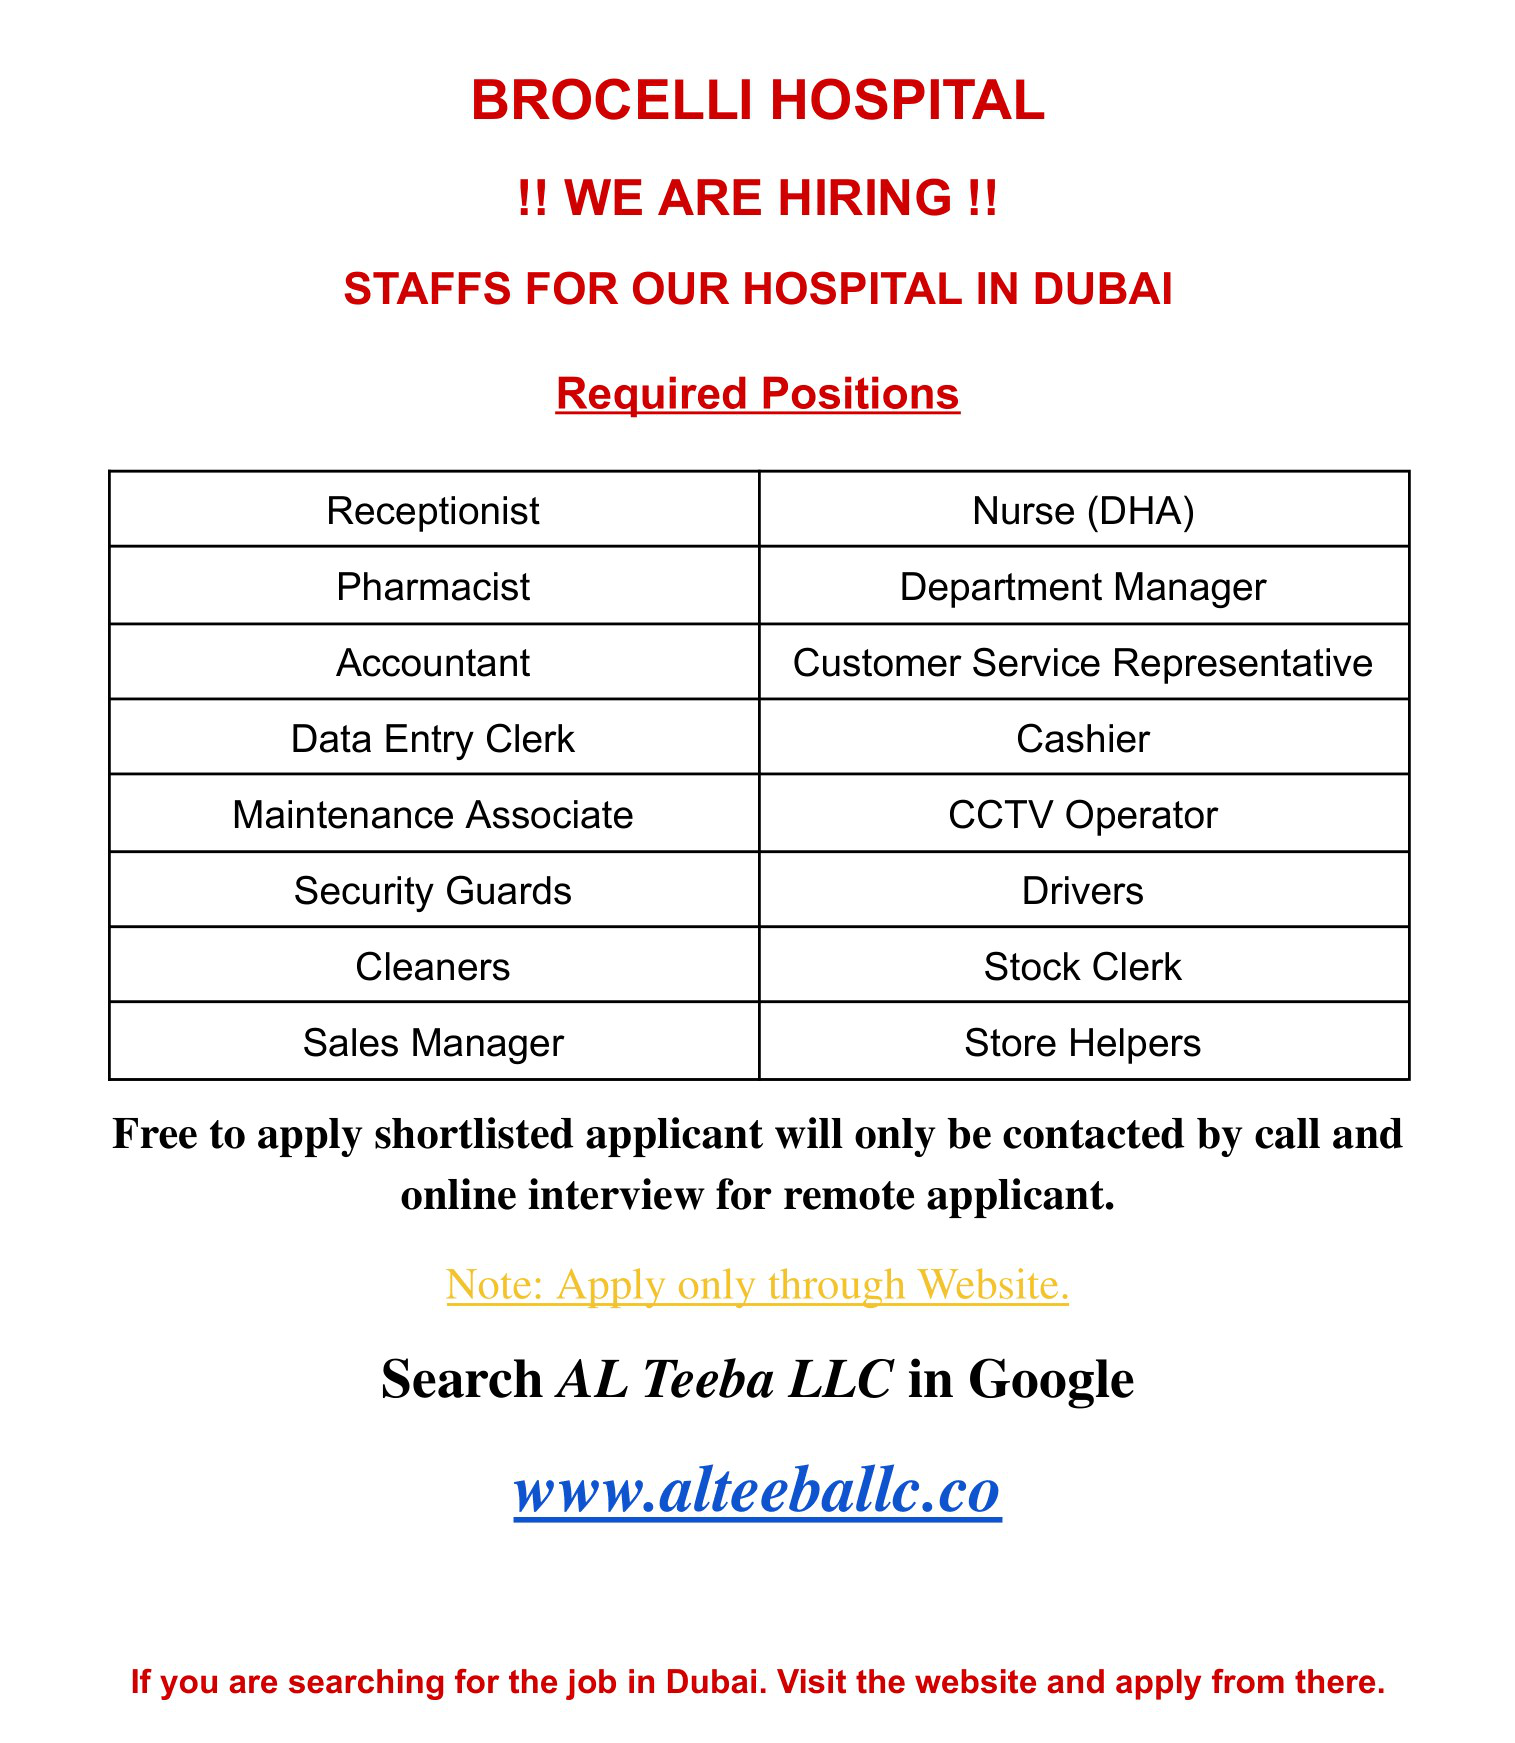 BROCELLI HOSPITAL
!! WE ARE HIRING !!
STAFFS FOR OUR HOSPITAL IN DUBAI
Required Positions
Receptionist Nurse (DHA)
Pharmacist Department Manager
Accountant Customer Service Representative
Data Entry Clerk Cashier
Maintenance Associate CCTV Operator
Security Guards Drivers
Cleaners Stock Clerk
Sales Manager Store Helpers
Free to apply shortlisted applicant will only be contacted by call and
online interview for remote applicant.
Note: Apply only through Website.
Search AL Teeba LLC in Google
www.alteeballc.co
If you are searching for the job in Dubai. Visit the website and apply from there.